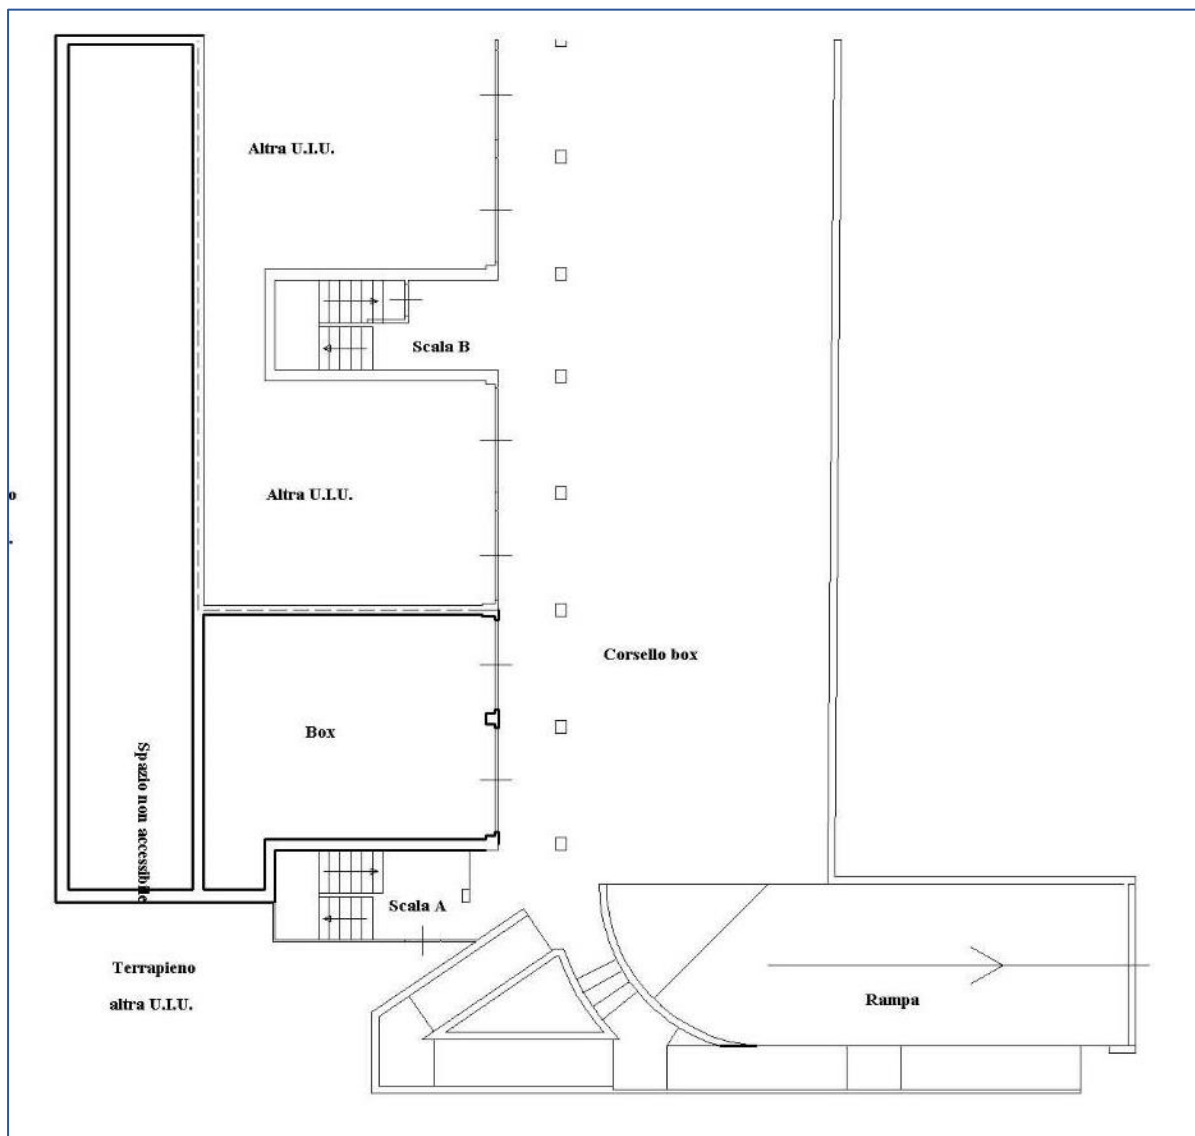 Altra U.I.U.
Scala B
Altra U.I.U.
o
Corsello box
Box
Spazio non accessibile
Scala A
Terrapieno
altra U.I.U.
Rampa